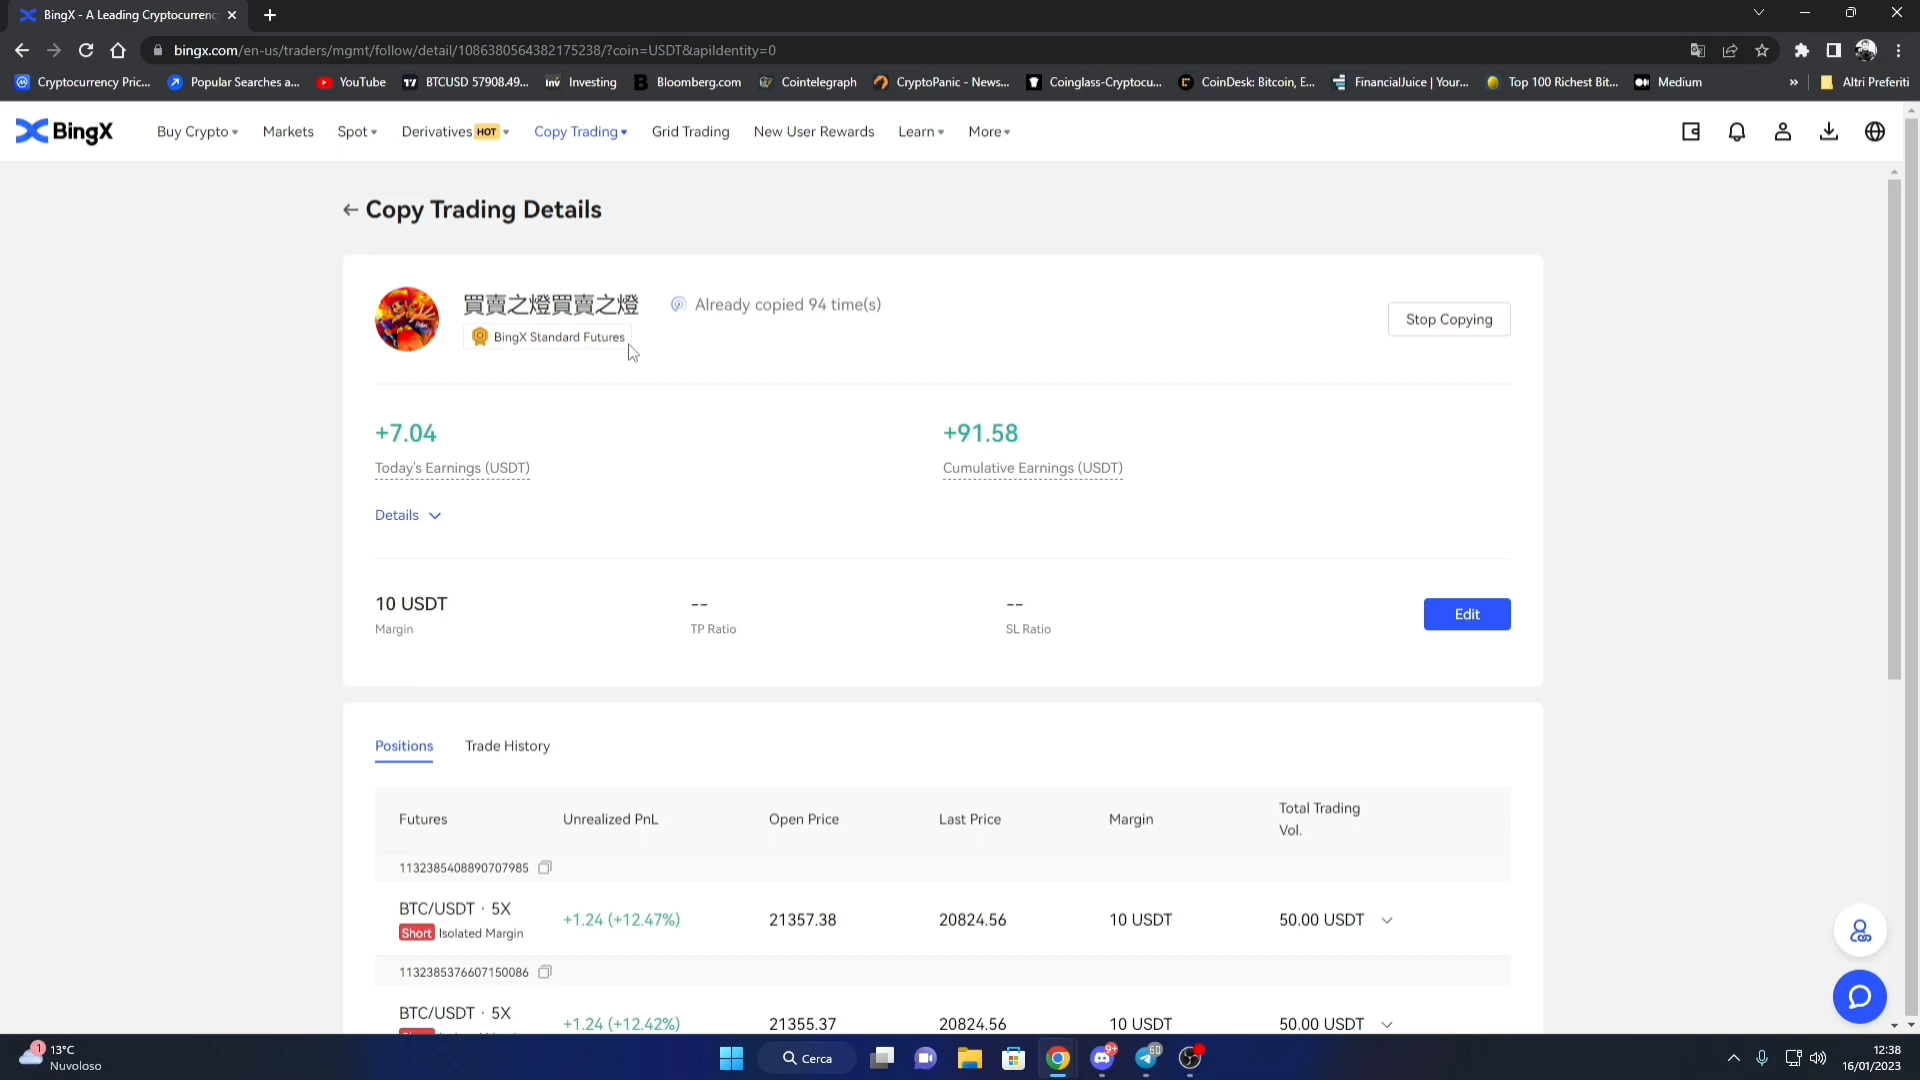 BingX - A Leading Cryptocurrenc
bingx.com/en-us/traders/mgmt/follow/detail/1086380564382175238/?coin=USDT&apiIdentity=0
Cryptocurrency Pric... Popular Searches a... YouTube BTCUSD 57908.49... Investing Bloomberg.com Cointelegraph CryptoPanic - News... Coinglass-Cryptocu... CoinDesk: Bitcoin, E... FinancialJuice | Your... Top 100 Richest Bit... Medium » Altri Preferiti
BingX Buy Crypto Markets Spot Derivatives HOT Copy Trading Grid Trading New User Rewards Learn More
Copy Trading Details
買賣之燈買賣之燈 Already copied 94 time(s)
Stop Copying
BingX Standard Futures
+7.04 +91.58
Today's Earnings (USDT) Cumulative Earnings (USDT)
Details
10 USDT -- --
Edit
Margin TP Ratio SL Ratio
Positions Trade History
Futures Unrealized PnL Open Price Last Price Margin Total Trading
Vol.
1132385408890707985
BTC/USDT · 5X
+1.24 (+12.47%) 21357.38 20824.56 10 USDT 50.00 USDT
Short Isolated Margin
1132385376607150086
BTC/USDT · 5X
+1.24 (+12.42%) 21355.37 20824.56 10 USDT 50.00 USDT
1 13°C
Nuvoloso
Cerca
9+
60
12:38
16/01/2023